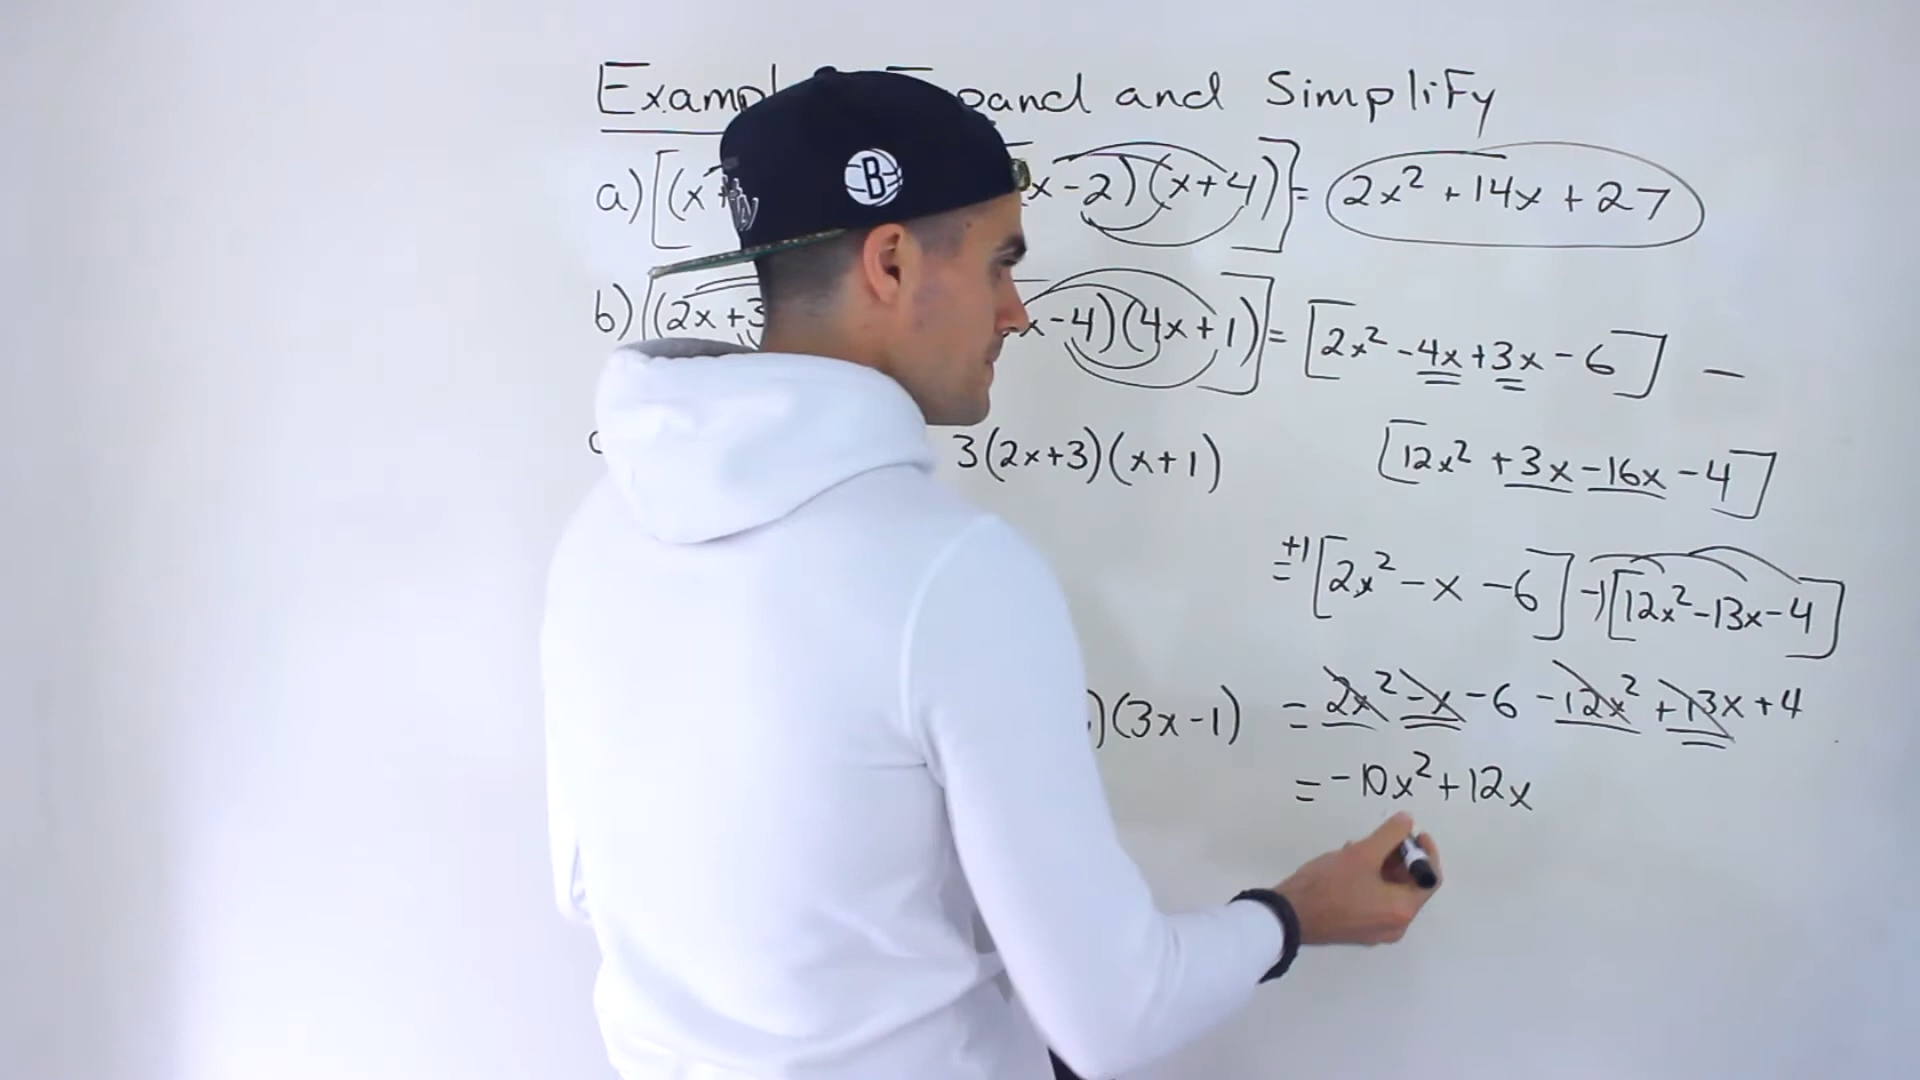 and Simplify
a) [(x x-2)(x+4)] = 2x² + 14x + 27
b) [(2x+3 x-4)(4x+1)] = [2x² -4x+3x-6] -
3(2x+3)(x+1) [12x² +3x-16x-4]
=+1[2x²-x-6] -1[12x²-13x-4]
)(3x-1) = 2x²-x-6-12x²+13x+4
= -10x²+12x
B